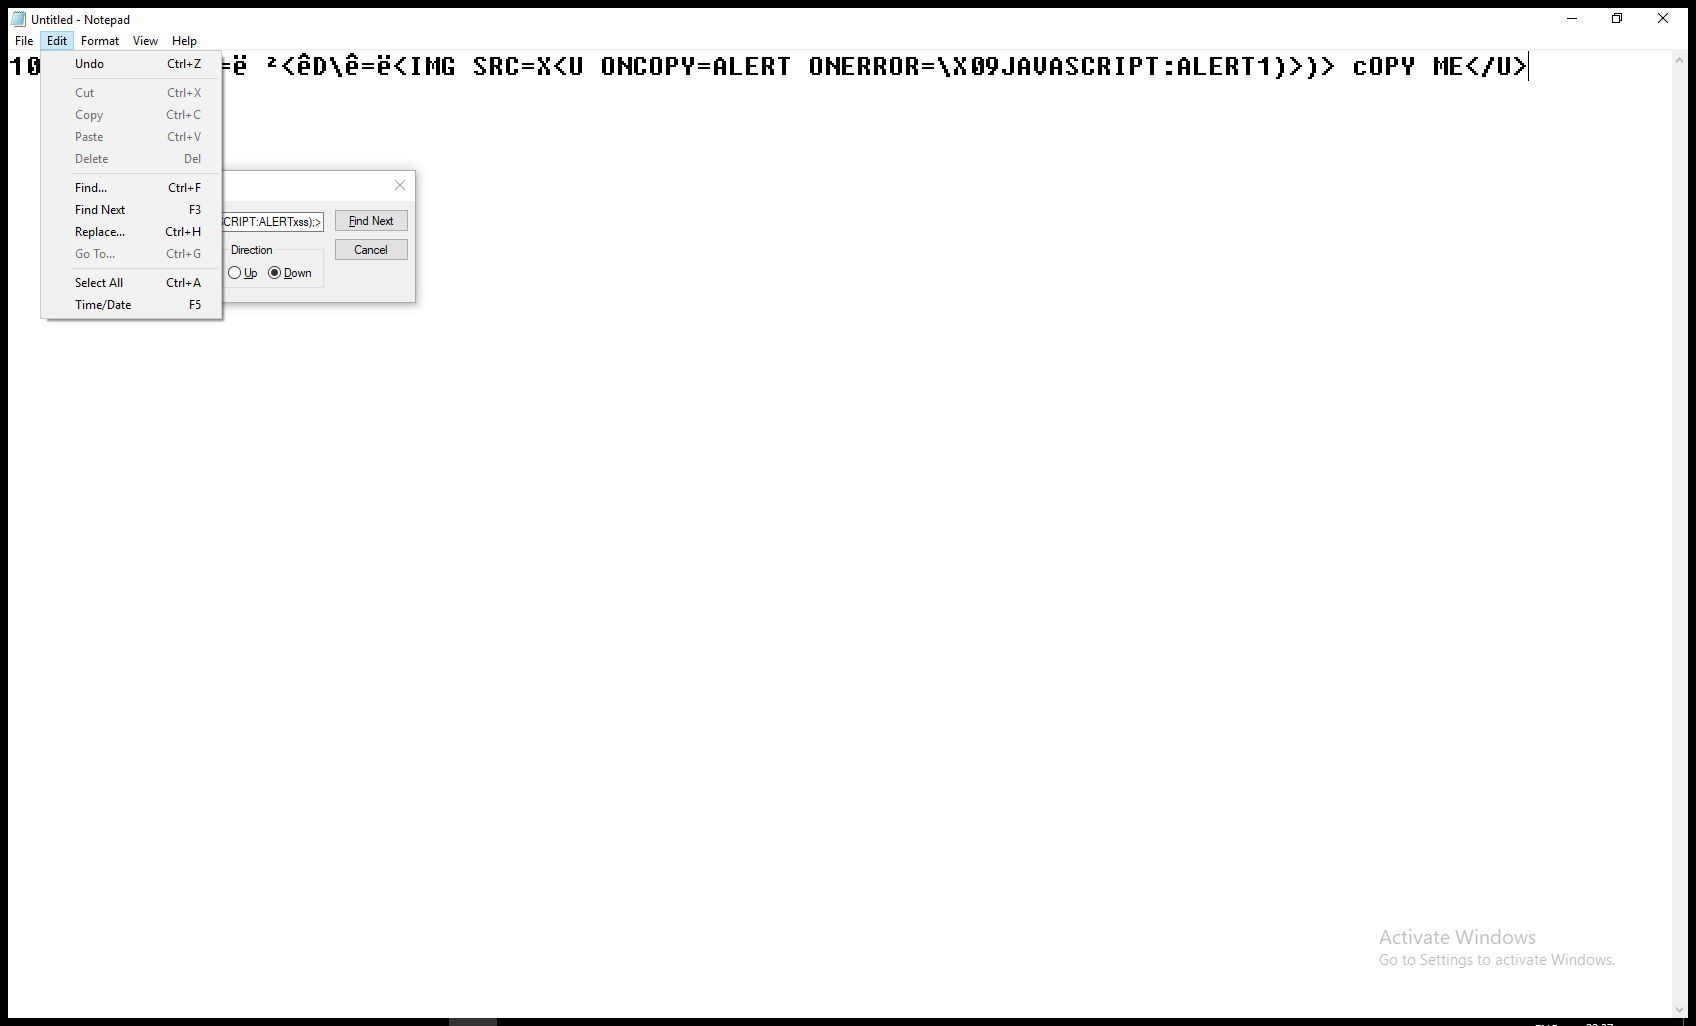 Untitled - Notepad
File Edit Format View Help
10 =ë ²<êD\ê=ë<IMG SRC=X<U ONCOPY=ALERT ONERROR=\X09JAVASCRIPT:ALERT1)>)> cOPY ME</U>
Undo Ctrl+Z
Cut Ctrl+X
Copy Ctrl+C
Paste Ctrl+V
Delete Del
Find... Ctrl+F
Find Next F3
Replace... Ctrl+H
Go To... Ctrl+G
Select All Ctrl+A
Time/Date F5
CRIPT:ALERTxss);> Find Next
Direction Cancel
Up Down
Activate Windows
Go to Settings to activate Windows.